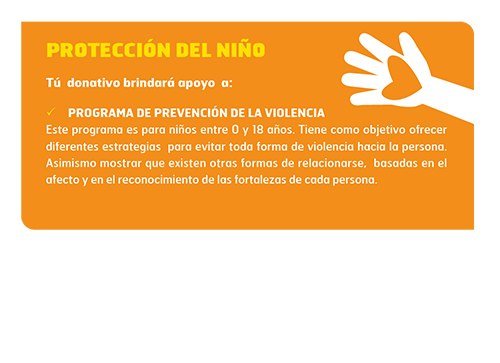 PROTECCIÓN DEL NIÑO
Tú donativo brindará apoyo a:
✓ PROGRAMA DE PREVENCIÓN DE LA VIOLENCIA
Este programa es para niños entre 0 y 18 años. Tiene como objetivo ofrecer
diferentes estrategias para evitar toda forma de violencia hacia la persona.
Asimismo mostrar que existen otras formas de relacionarse, basadas en el
afecto y en el reconocimiento de las fortalezas de cada persona.